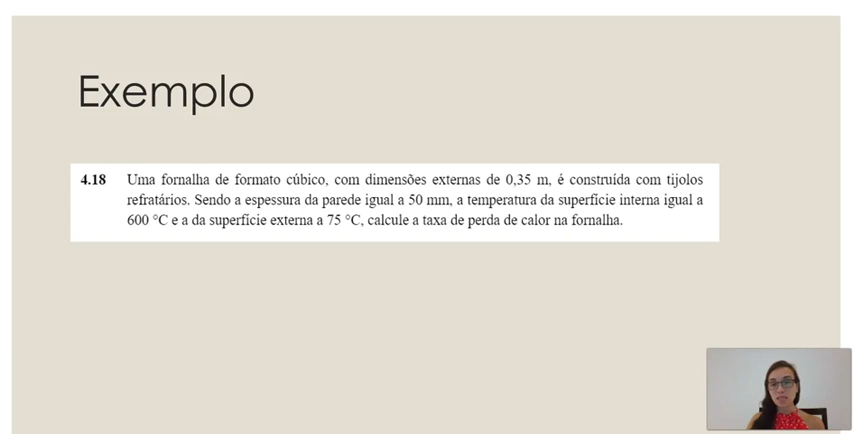 Exemplo
4.18 Uma fornalha de formato cúbico, com dimensões externas de 0,35 m, é construída com tijolos
refratários. Sendo a espessura da parede igual a 50 mm, a temperatura da superfície interna igual a
600 °C e a da superfície externa a 75 °C, calcule a taxa de perda de calor na fornalha.